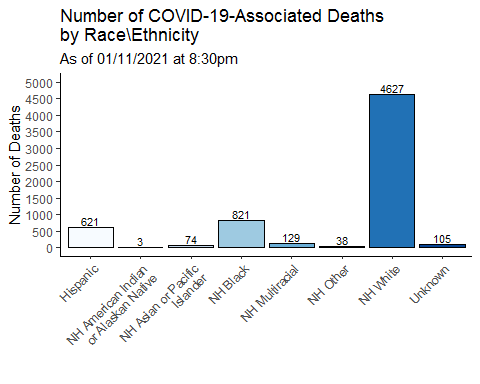 Number of COVID-19-Associated Deaths
by Race\Ethnicity
As of 01/11/2021 at 8:30pm
Number of Deaths
5000
4500
4000
3500
3000
2500
2000
1500
1000
500
0
621
3
74
821
129
38
4627
105
Hispanic
NH American Indian
or Alaskan Native
NH Asian or Pacific
Islander
NH Black
NH Multiracial
NH Other
NH White
Unknown